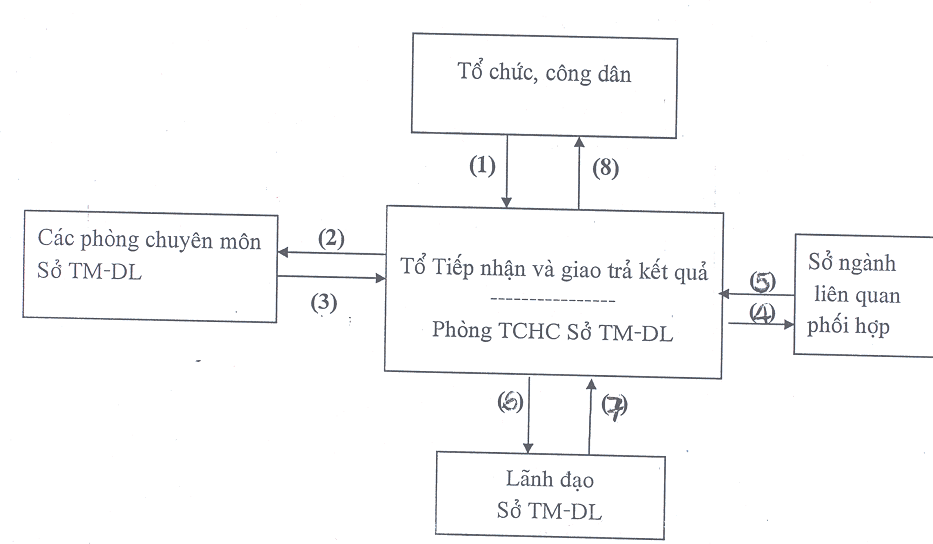 Tổ chức, công dân
(1)
(8)
Các phòng chuyên môn
Sở TM-DL
(2)
(3)
Tổ Tiếp nhận và giao trả kết quả
----------------
Phòng TCHC Sở TM-DL
(5)
(4)
Sở ngành
liên quan
phối hợp
(6)
(7)
Lãnh đạo
Sở TM-DL